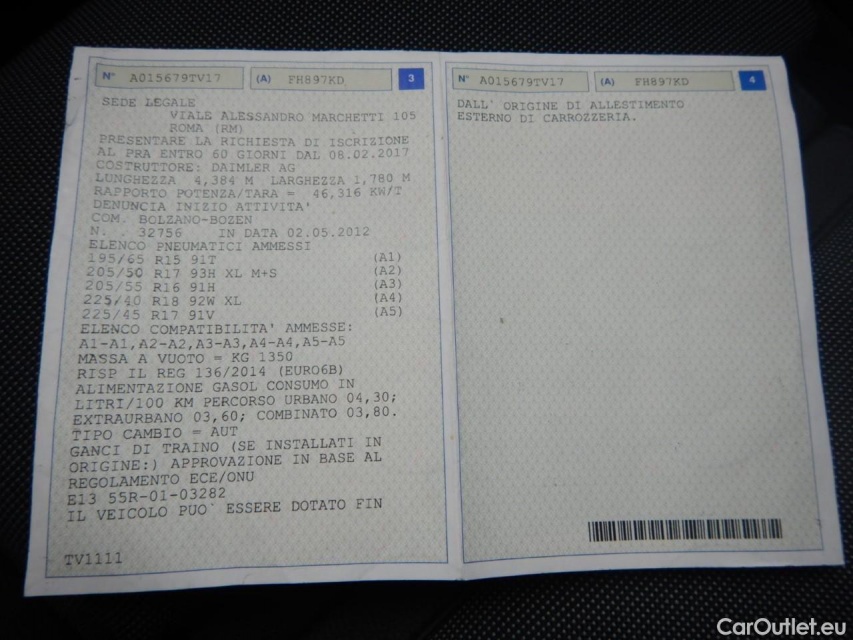 N° A015679TV17 (A) FH897KD 3
SEDE LEGALE
VIALE ALESSANDRO MARCHETTI 105
ROMA (RM)
PRESENTARE LA RICHIESTA DI ISCRIZIONE
AL PRA ENTRO 60 GIORNI DAL 08.02.2017
COSTRUTTORE: DAIMLER AG
LUNGHEZZA 4,384 M LARGHEZZA 1,780 M
RAPPORTO POTENZA/TARA = 46,316 KW/T
DENUNCIA INIZIO ATTIVITA'
COM. BOLZANO-BOZEN
N. . 32756 IN DATA 02.05.2012
ELENCO PNEUMATICI AMMESSI
195/65 R15 91T (A1)
205/50 R17 93H XL M+S (A2)
205/55 R16 91H (A3)
225/40 R18 92W XL (A4)
225/45 R17 91V (A5)
ELENCO COMPATIBILITA' AMMESSE:
A1-A1,A2-A2,A3-A3,A4-A4,A5-A5
MASSA A VUOTO = KG 1350
RISP IL REG 136/2014 (EURO6B)
ALIMENTAZIONE GASOL CONSUMO IN
LITRI/100 KM PERCORSO URBANO 04,30;
EXTRAURBANO 03,60; COMBINATO 03,80.
TIPO CAMBIO = AUT
GANCI DI TRAINO (SE INSTALLATI IN
ORIGINE:) APPROVAZIONE IN BASE AL
REGOLAMENTO ECE/ONU
E13 55R-01-03282
IL VEICOLO PUO' ESSERE DOTATO FIN
TV1111
N° A015679TV17 (A) FH897KD 4
DALL' ORIGINE DI ALLESTIMENTO
ESTERNO DI CARROZZERIA.
CarOutlet.eu